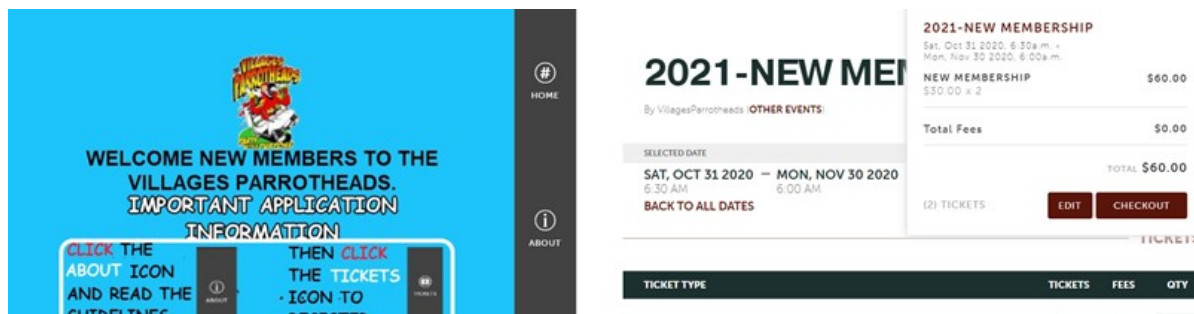 VILLAGES
PARROTHEADS
WELCOME NEW MEMBERS TO THE
VILLAGES PARROTHEADS.
IMPORTANT APPLICATION
INFORMATION
CLICK THE
ABOUT ICON
AND READ THE
GUIDELINES
ABOUT
THEN CLICK
THE TICKETS
ICON TO
TICKETS
HOME
ABOUT
2021-NEW MEM
By VillagesParrotheads (OTHER EVENTS)
SELECTED DATE
SAT, OCT 31 2020 – MON, NOV 30 2020
6:30 AM 6:00 AM
BACK TO ALL DATES
2021-NEW MEMBERSHIP
Sat, Oct 31 2020, 6:30a.m. -
Mon, Nov 30 2020, 6:00a.m.
NEW MEMBERSHIP $60.00
$30.00 x 2
Total Fees $0.00
TOTAL $60.00
(2) TICKETS EDIT CHECKOUT
TICKETS
TICKET TYPE TICKETS FEES QTY